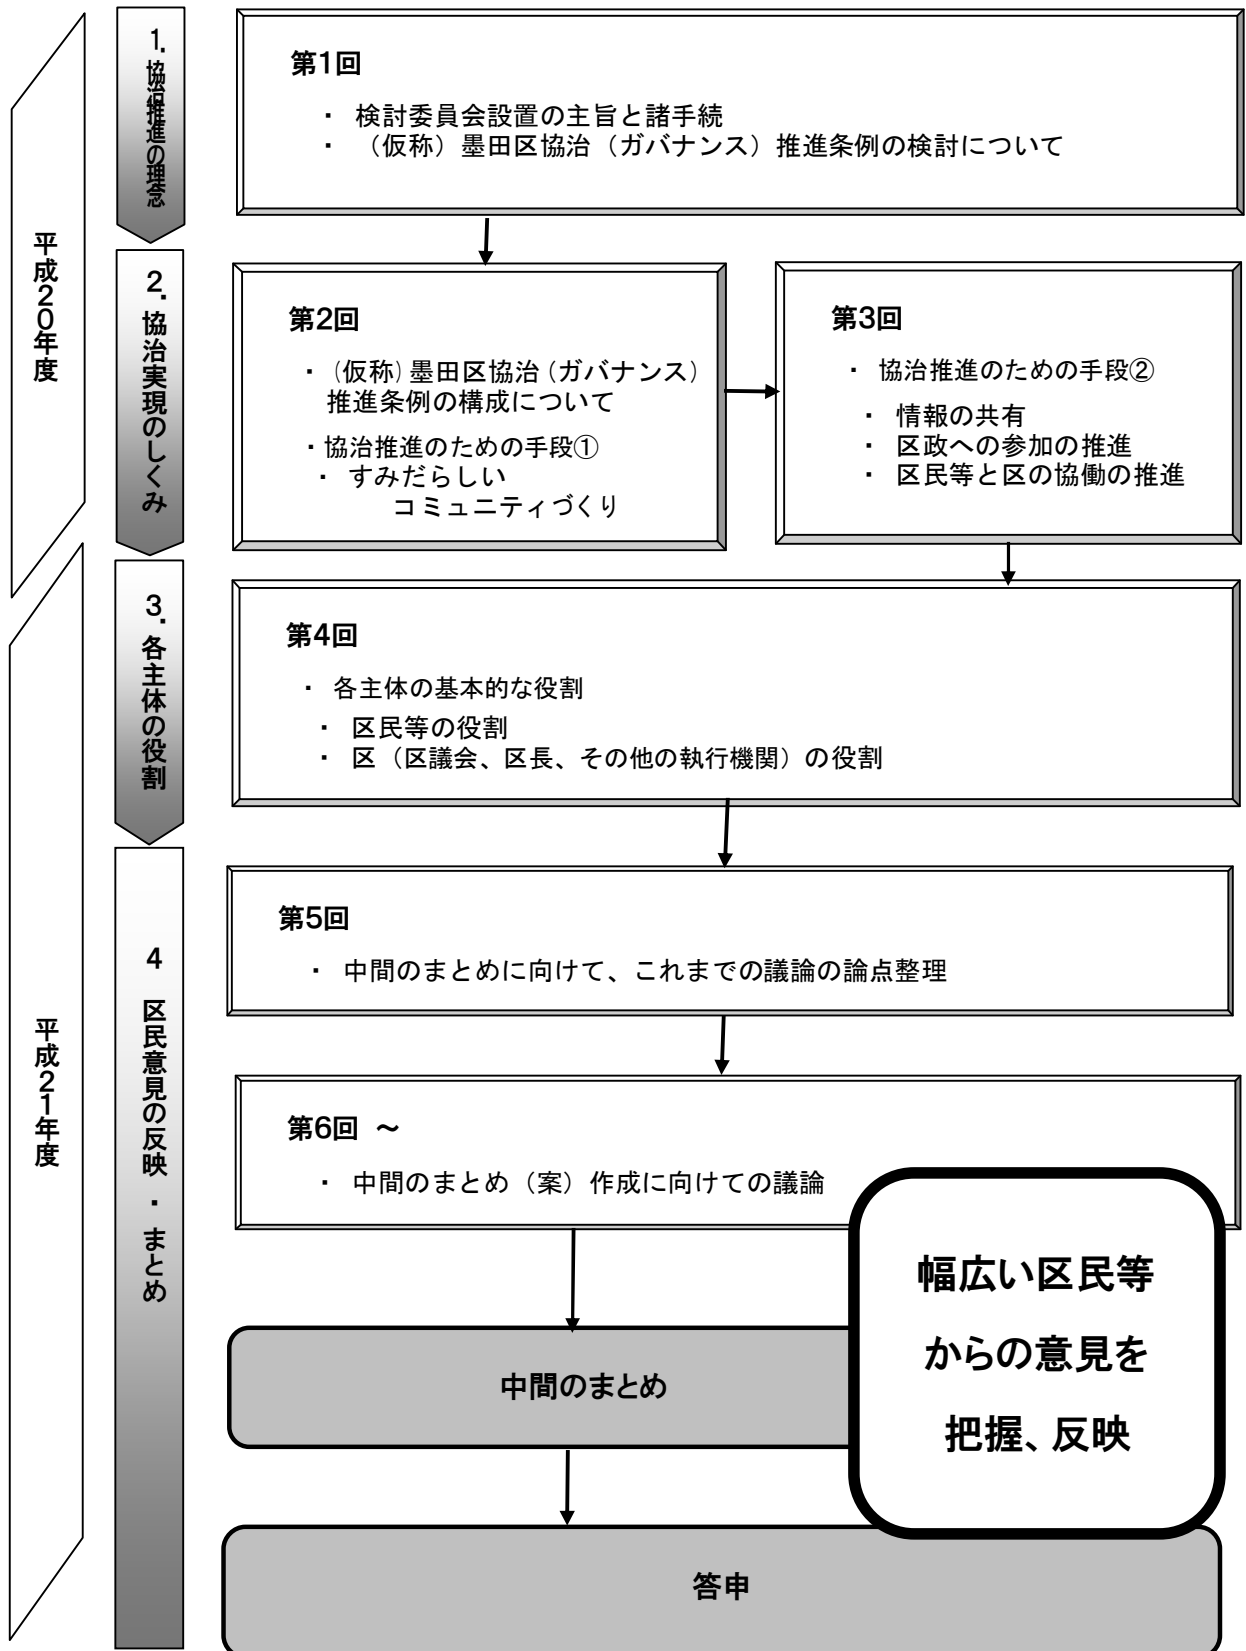 平成20年度
1.協治推進の理念
第1回
・ 検討委員会設置の主旨と諸手続
・ （仮称）墨田区協治（ガバナンス）推進条例の検討について
2.協治実現のしくみ
第2回
・（仮称）墨田区協治（ガバナンス）
推進条例の構成について
・協治推進のための手段①
・ すみだらしい
コミュニティづくり
第3回
・ 協治推進のための手段②
・ 情報の共有
・ 区政への参加の推進
・ 区民等と区の協働の推進
平成21年度
3.各主体の役割
第4回
・ 各主体の基本的な役割
・ 区民等の役割
・ 区（区議会、区長、その他の執行機関）の役割
4 区民意見の反映・まとめ
第5回
・ 中間のまとめに向けて、これまでの議論の論点整理
第6回 ～
・ 中間のまとめ（案）作成に向けての議論
幅広い区民等
からの意見を
把握、反映
中間のまとめ
答申